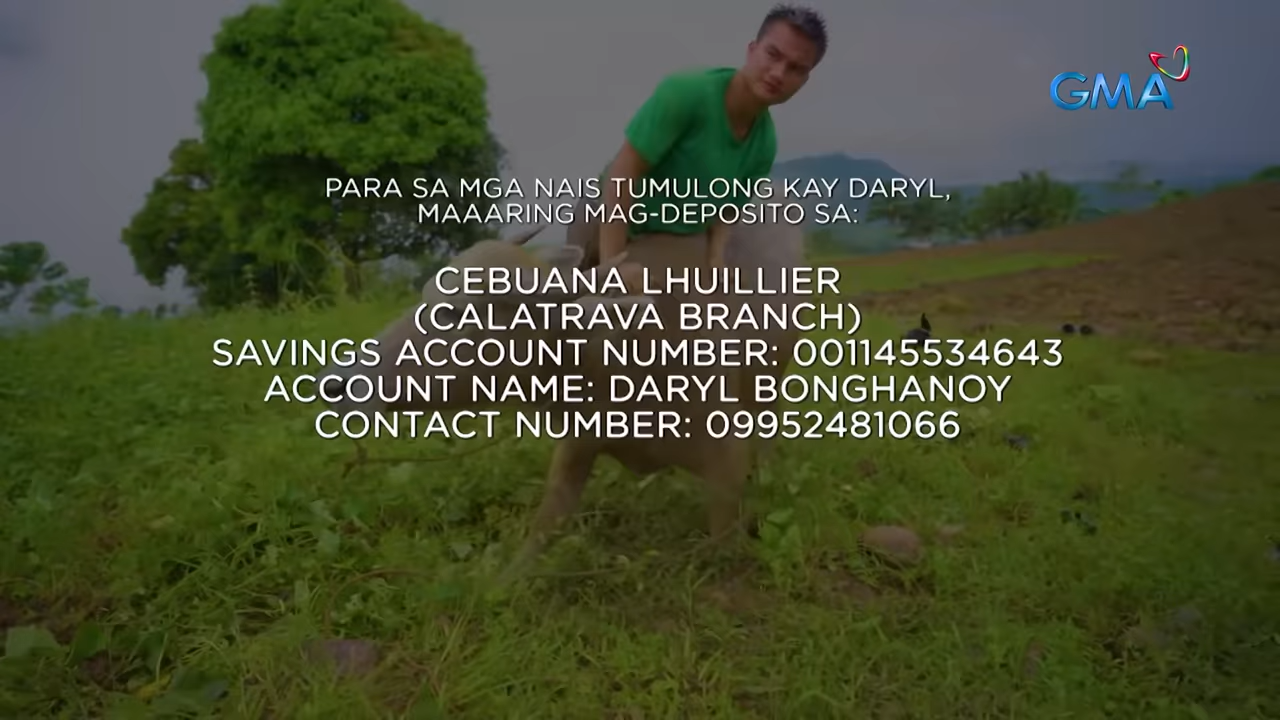 GMA
PARA SA MGA NAIS TUMULONG KAY DARYL,
MAAARING MAG-DEPOSITO SA:
CEBUANA LHUILLIER
(CALATRAVA BRANCH)
SAVINGS ACCOUNT NUMBER: 001145534643
ACCOUNT NAME: DARYL BONGHANOY
CONTACT NUMBER: 09952481066